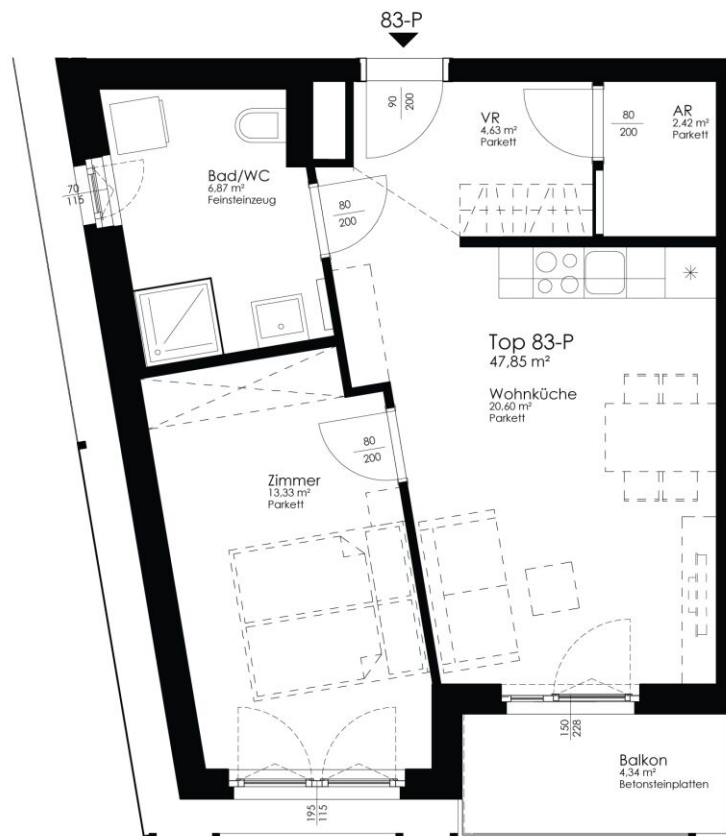 83-P
90
200
VR
4,63 m²
Parkett
80
200
AR
2,42 m²
Parkett
Bad/WC
6,87 m²
Feinsteinzeug
70
115
80
200
Top 83-P
47,85 m²
Wohnküche
20,60 m²
Parkett
80
200
Zimmer
13,33 m²
Parkett
150
228
Balkon
4,34 m²
Betonsteinplatten
195
115